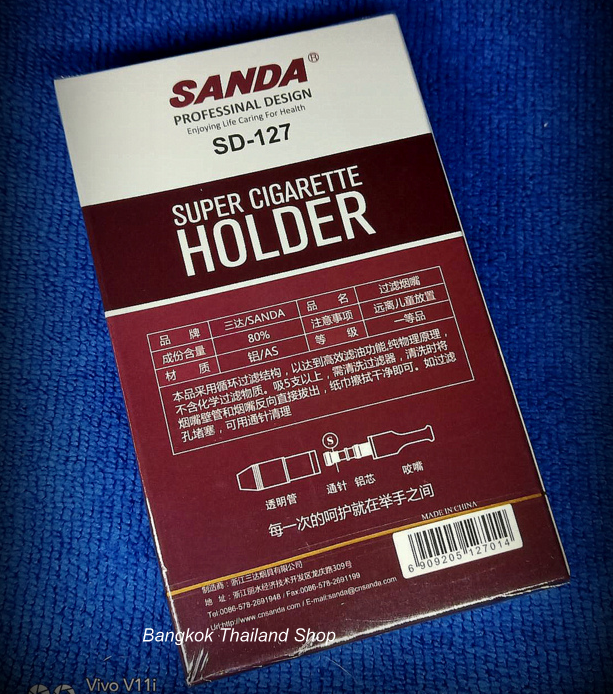 SANDA®
PROFESSINAL DESIGN
Enjoying Life Caring For Health
SD-127
SUPER CIGARETTE
HOLDER
品 牌 三达/SANDA 品 名 过滤烟嘴
成份含量 80% 注意事项 远离儿童放置
材 质 铝/AS 等 级 一等品
本品采用循环过滤结构，以达到高效滤油功能.纯物理原理，
不含化学过滤物质。吸5支以上，需清洗过滤器，清洗时将
烟嘴壁管和烟嘴反向直接拔出，纸巾擦拭干净即可。如过滤
孔堵塞，可用通针清理
S
透明管 通针 铝芯 咬嘴
每一次的呵护就在举手之间
MADE IN CHINA
6 909205 127014
制造商：浙江三达烟具有限公司
地 址：浙江丽水经济技术开发区龙庆路309号
Tel:0086-578-2691948 / Fax:0086-578-2691199
Url:http://www.cnsanda.com / E-mail:sanda@cnsanda.com
Bangkok Thailand Shop
Vivo V11i